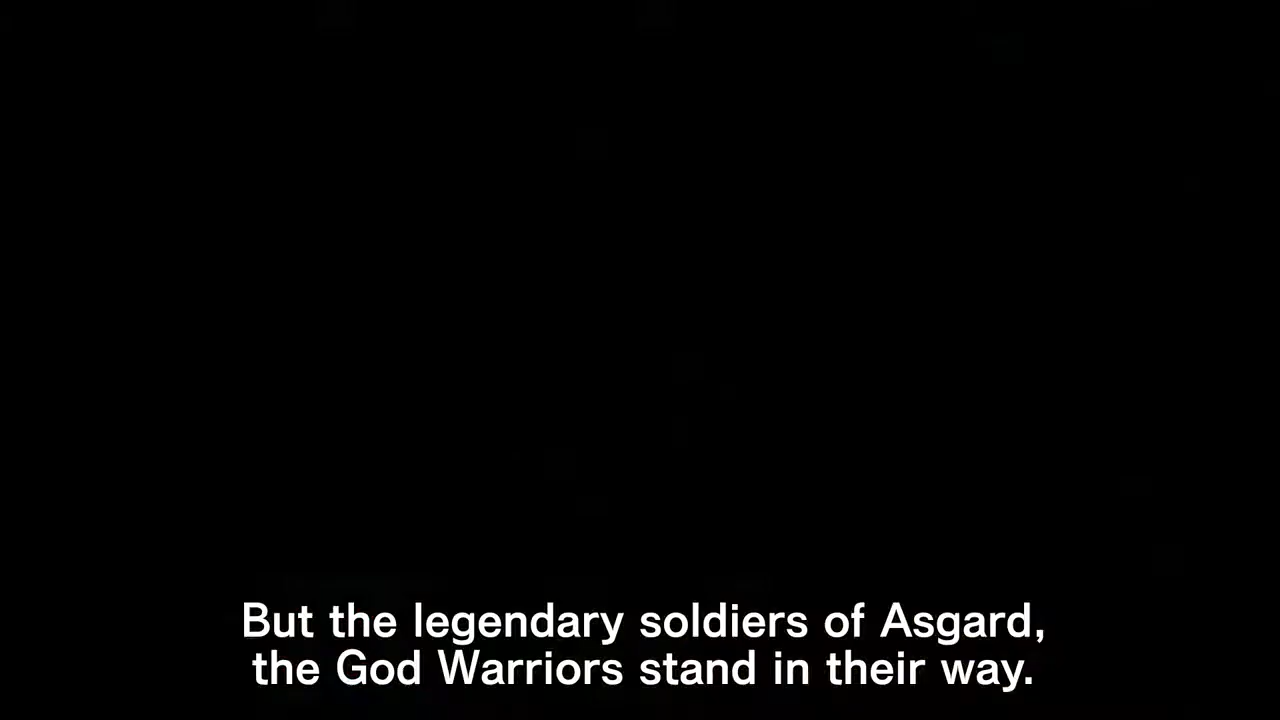 But the legendary soldiers of Asgard,
the God Warriors stand in their way.